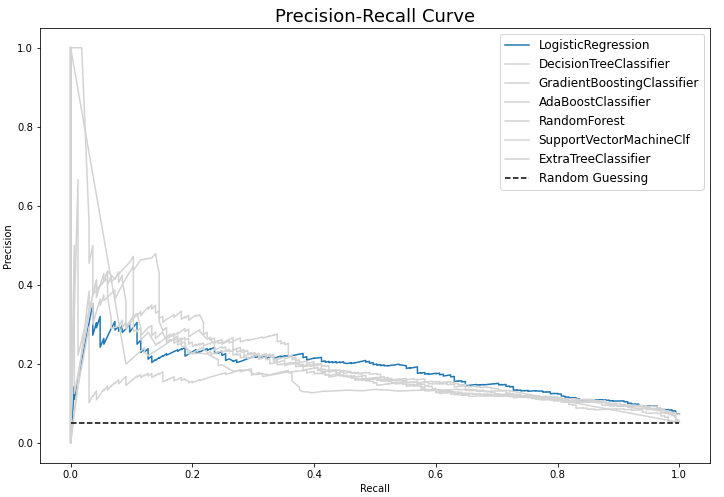 Precision-Recall Curve
1.0
0.8
0.6
0.4
0.2
0.0
Precision
LogisticRegression
DecisionTreeClassifier
GradientBoostingClassifier
AdaBoostClassifier
RandomForest
SupportVectorMachineClf
ExtraTreeClassifier
Random Guessing
0.0 0.2 0.4 0.6 0.8 1.0
Recall